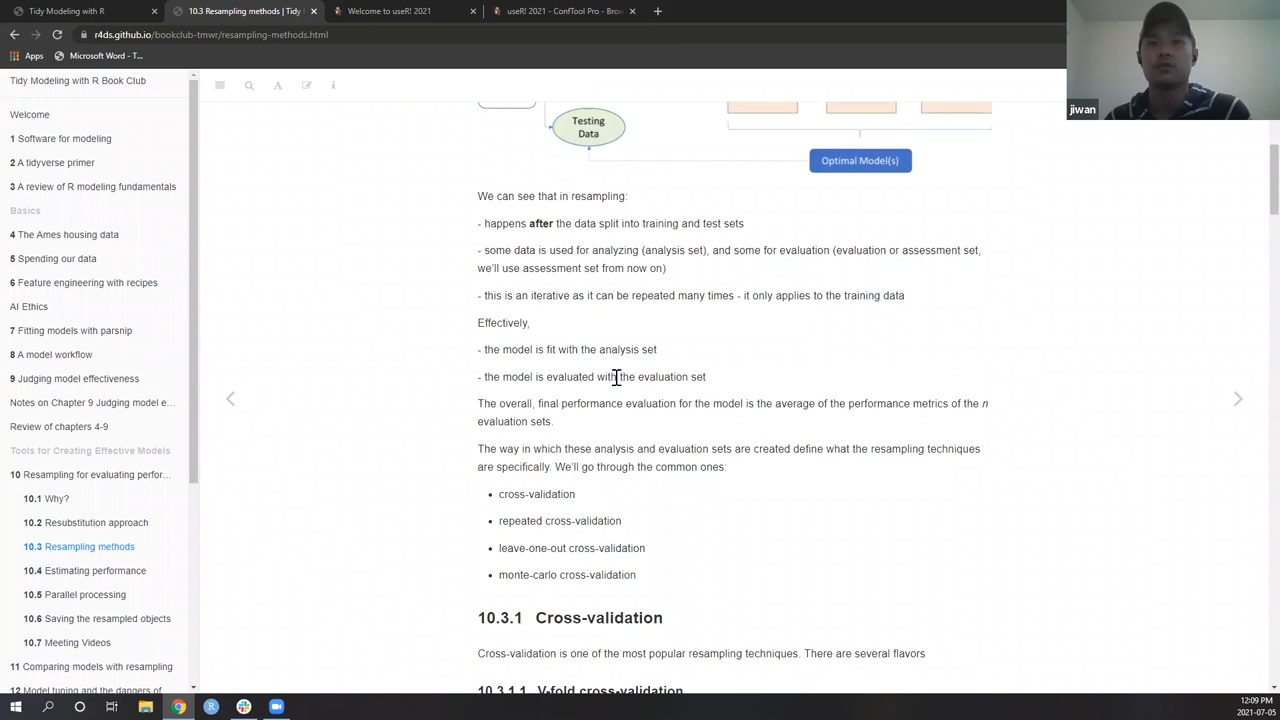 Tidy Modeling with R
10.3 Resampling methods | Tidy
Welcome to useR! 2021
useR! 2021 - ConfTool Pro - Brow
r4ds.github.io/bookclub-tmwr/resampling-methods.html
Apps
Microsoft Word - T...
jiwan
Tidy Modeling with R Book Club
Welcome
1 Software for modeling
2 A tidyverse primer
3 A review of R modeling fundamentals
Basics
4 The Ames housing data
5 Spending our data
6 Feature engineering with recipes
AI Ethics
7 Fitting models with parsnip
8 A model workflow
9 Judging model effectiveness
Notes on Chapter 9 Judging model e...
Review of chapters 4-9
Tools for Creating Effective Models
10 Resampling for evaluating perfor...
10.1 Why?
10.2 Resubstitution approach
10.3 Resampling methods
10.4 Estimating performance
10.5 Parallel processing
10.6 Saving the resampled objects
10.7 Meeting Videos
11 Comparing models with resampling
12 Model tuning and the dangers of
Testing
Data
Optimal Model(s)
We can see that in resampling:
- happens after the data split into training and test sets
- some data is used for analyzing (analysis set), and some for evaluation (evaluation or assessment set,
we'll use assessment set from now on)
- this is an iterative as it can be repeated many times - it only applies to the training data
Effectively,
- the model is fit with the analysis set
- the model is evaluated with the evaluation set
The overall, final performance evaluation for the model is the average of the performance metrics of the n
evaluation sets.
The way in which these analysis and evaluation sets are created define what the resampling techniques
are specifically. We'll go through the common ones:
• cross-validation
• repeated cross-validation
• leave-one-out cross-validation
• monte-carlo cross-validation
10.3.1 Cross-validation
Cross-validation is one of the most popular resampling techniques. There are several flavors
10.3.1.1 V-fold cross-validation
12:09 PM
2021-07-05